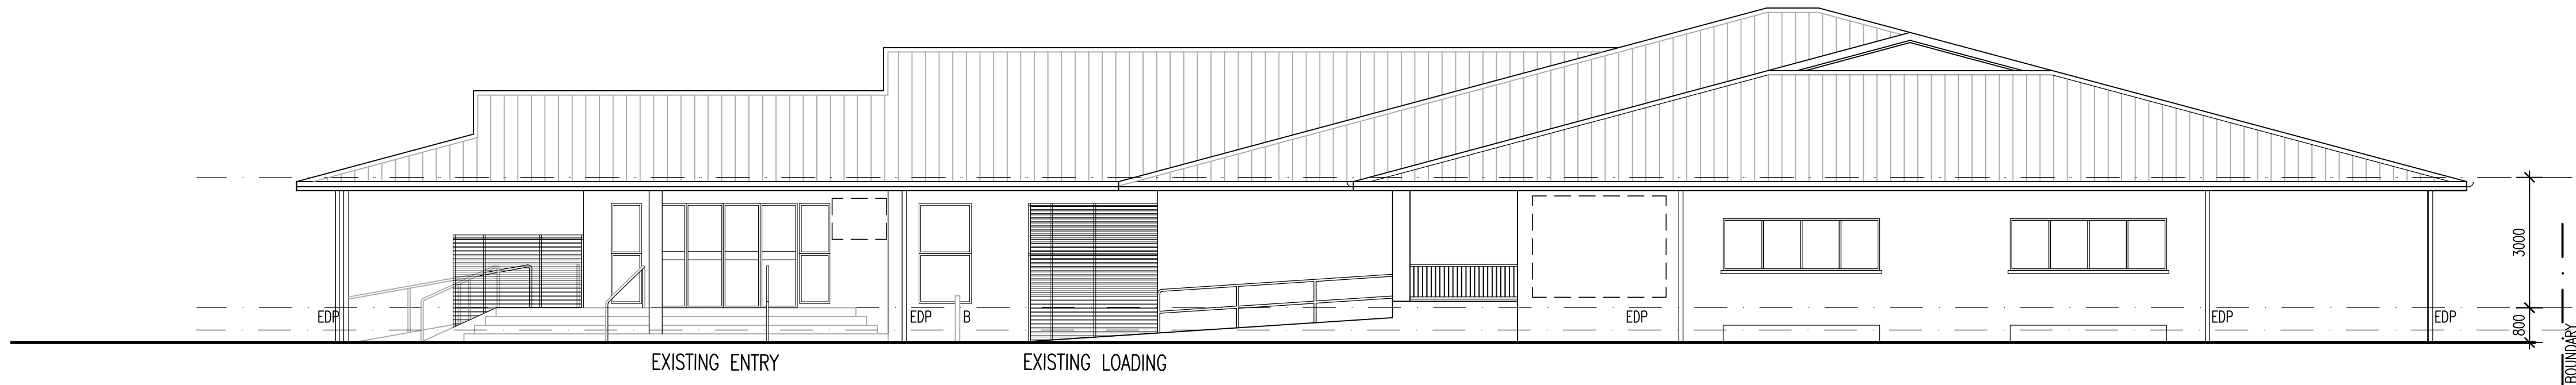 3000
EDP
EDP B
EDP
EDP
EDP
800
BOUNDARY
EXISTING ENTRY
EXISTING LOADING